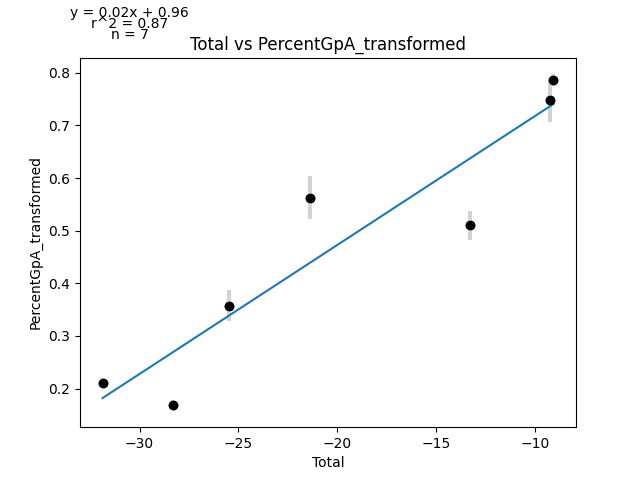 y = 0.02x + 0.96
r^2 = 0.87
n = 7
Total vs PercentGpA_transformed
PercentGpA_transformed
0.8
0.7
0.6
0.5
0.4
0.3
0.2
−30
−25
−20
−15
−10
Total